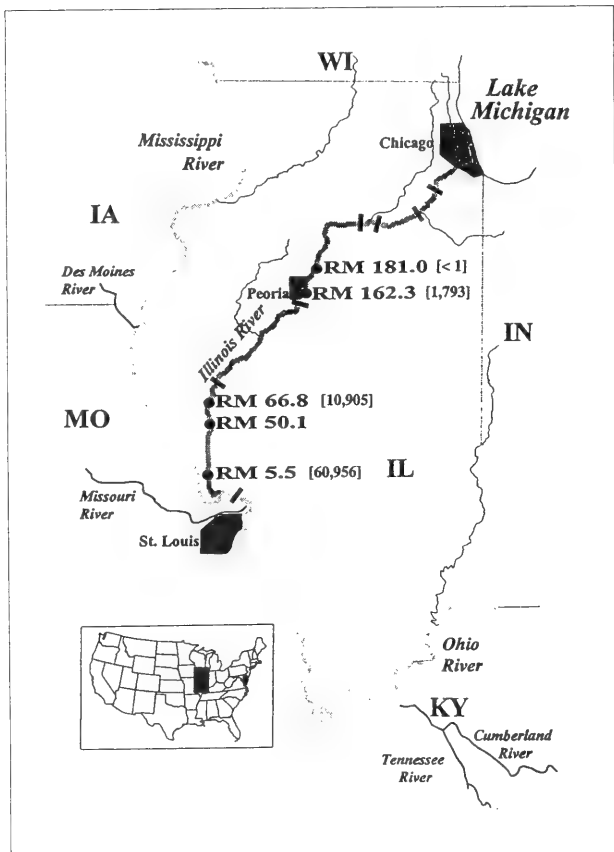 WI
Lake
Michigan
Chicago
Mississippi
River
IA
Des Moines
River
RM 181.0 [< 1]
Peoria
RM 162.3 [1,793]
IN
Illinois River
RM 66.8 [10,905]
MO
RM 50.1
RM 5.5 [60,956]
IL
Missouri
River
St. Louis
Ohio
River
KY
Cumberland
River
Tennessee
River